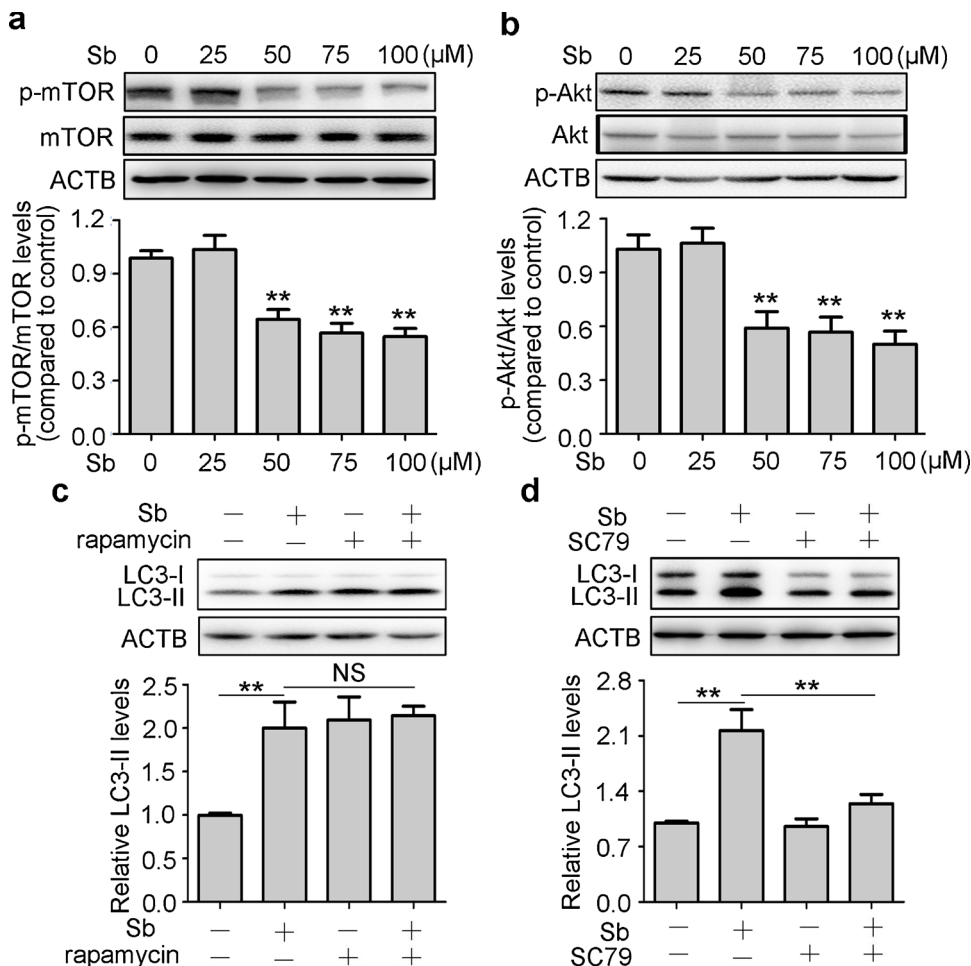 a
Sb 0 25 50 75 100 (μM)
p-mTOR
mTOR
ACTB
p-mTOR/mTOR levels
(compared to control)
1.2
0.9
0.6
0.3
0.0
** ** **
Sb 0 25 50 75 100 (μM)
b
Sb 0 25 50 75 100 (μM)
p-Akt
Akt
ACTB
p-Akt/Akt levels
(compared to control)
1.2
0.9
0.6
0.3
0.0
** ** **
Sb 0 25 50 75 100 (μM)
c
Sb − + − +
rapamycin − − + +
LC3-I
LC3-II
ACTB
Relative LC3-II levels
2.5
2.0
1.5
1.0
0.5
0.0
** NS
Sb − + − +
rapamycin − − + +
d
Sb − + − +
SC79 − − + +
LC3-I
LC3-II
ACTB
Relative LC3-II levels
2.8
2.1
1.4
0.7
0.0
** **
Sb − + − +
SC79 − − + +